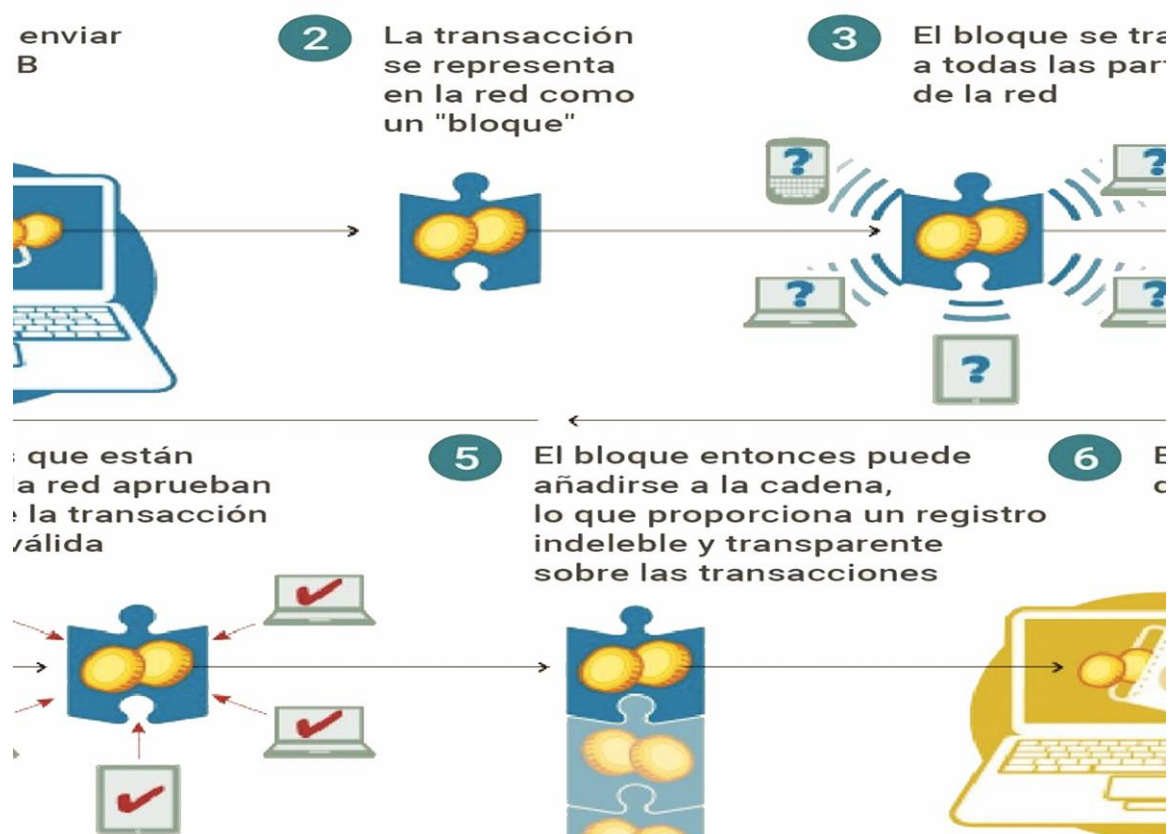 enviar
B
2
La transacción
se representa
en la red como
un "bloque"
3
El bloque se
a todas las
de la red
que están
la red aprueban
la transacción
válida
5
El bloque entonces puede
añadirse a la cadena,
lo que proporciona un registro
indeleble y transparente
sobre las transacciones
6
? ? ? ? ?